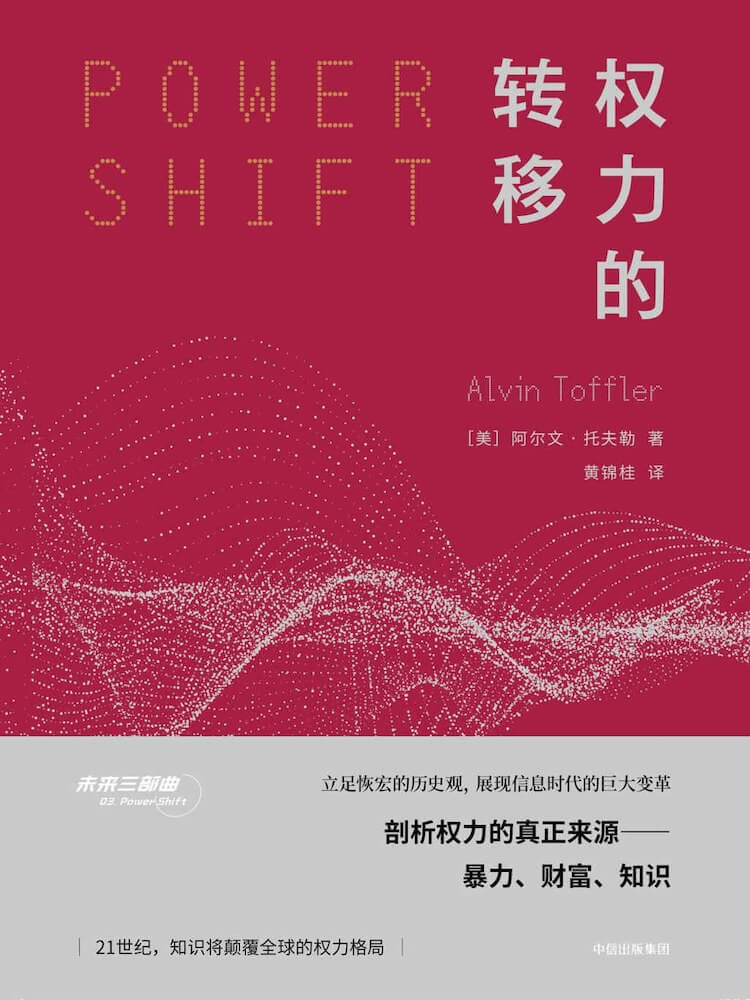 POWER
SHIFT
权力的
转移
Alvin Toffler
[美] 阿尔文·托夫勒 著
黄锦桂 译
未来三部曲
03. Power Shift
立足恢宏的历史观，展现信息时代的巨大变革
剖析权力的真正来源——
暴力、财富、知识
21世纪，知识将颠覆全球的权力格局
中信出版集团